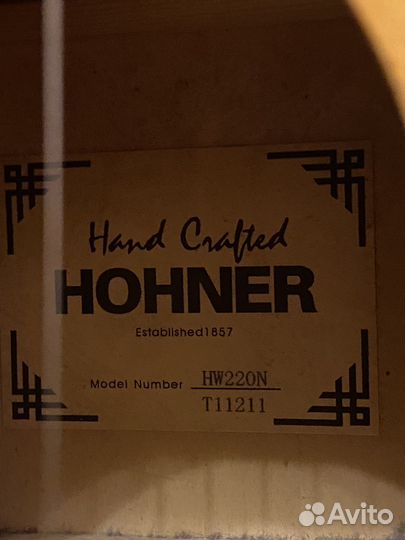 Hand Crafted
HOHNER
Established1857
Model Number HW220N
T11211
Avito